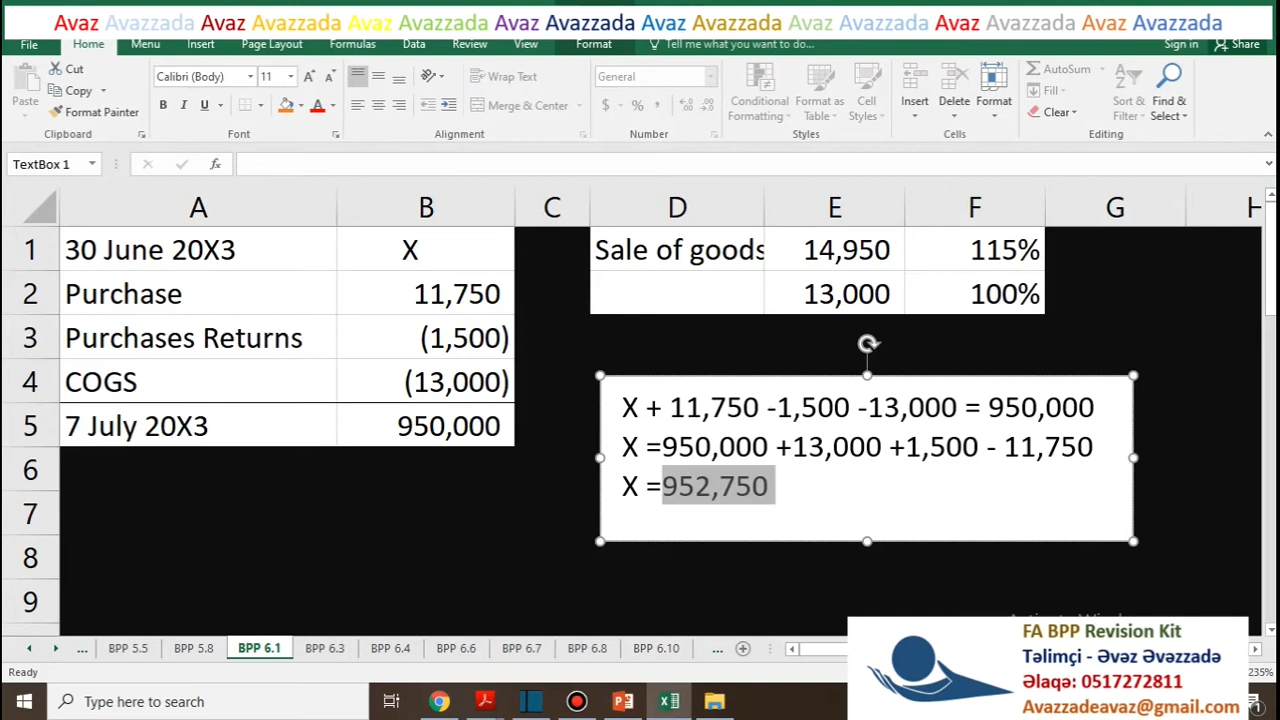 Avaz Avazzada Avaz Avazzada Avaz Avazzada Avaz Avazzada Avaz Avazzada Avaz Avazzada Avaz Avazzada Avaz Avazzada Avaz Avazzada
File Home Menu Insert Page Layout Formulas Data Review View Format Tell me what you want to do... Sign in Share
Paste Cut Copy Format Painter
Clipboard
Calibri (Body) 11
B I U A
Font
Wrap Text
Merge & Center
Alignment
General
$ % ,
Number
Conditional Formatting Format as Table Cell Styles
Styles
Insert Delete Format
Cells
AutoSum
Fill
Clear
Sort & Filter Find & Select
Editing
TextBox 1 fx
A B C D E F G H
1 30 June 20X3 X Sale of goods 14,950 115%
2 Purchase 11,750 13,000 100%
3 Purchases Returns (1,500)
4 COGS (13,000)
5 7 July 20X3 950,000
6
7
8
9
X + 11,750 -1,500 -13,000 = 950,000
X =950,000 +13,000 +1,500 - 11,750
X =952,750
... BPP 5.5 BPP 5.8 BPP 6.1 BPP 6.3 BPP 6.4 BPP 6.6 BPP 6.7 BPP 6.8 BPP 6.10 ...
Ready
235%
FA BPP Revision Kit
Təlimçi - Əvəz Əvəzzadə
Əlaqə: 0517272811
Avazzadeavaz@gmail.com
Type here to search